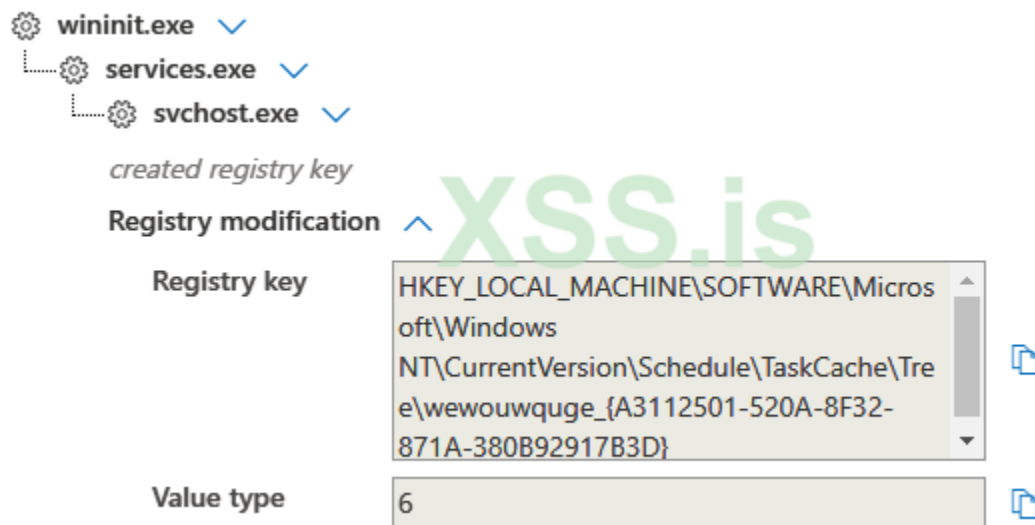 wininit.exe
services.exe
svchost.exe
created registry key
XSS.is
Registry modification
Registry key
HKEY_LOCAL_MACHINE\SOFTWARE\Micros
oft\Windows
NT\CurrentVersion\Schedule\TaskCache\Tre
e\wewouwquge_{A3112501-520A-8F32-
871A-380B92917B3D}
Value type
6